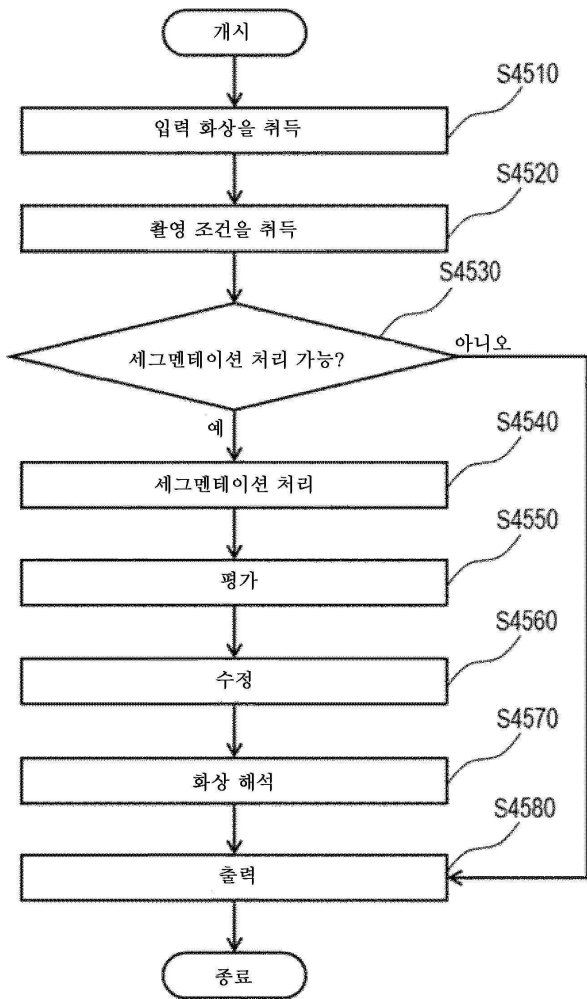 개시
S4510
입력 화상을 취득
S4520
촬영 조건을 취득
S4530
세그멘테이션 처리 가능?
아니오
예
S4540
세그멘테이션 처리
S4550
평가
S4560
수정
S4570
화상 해석
S4580
출력
종료